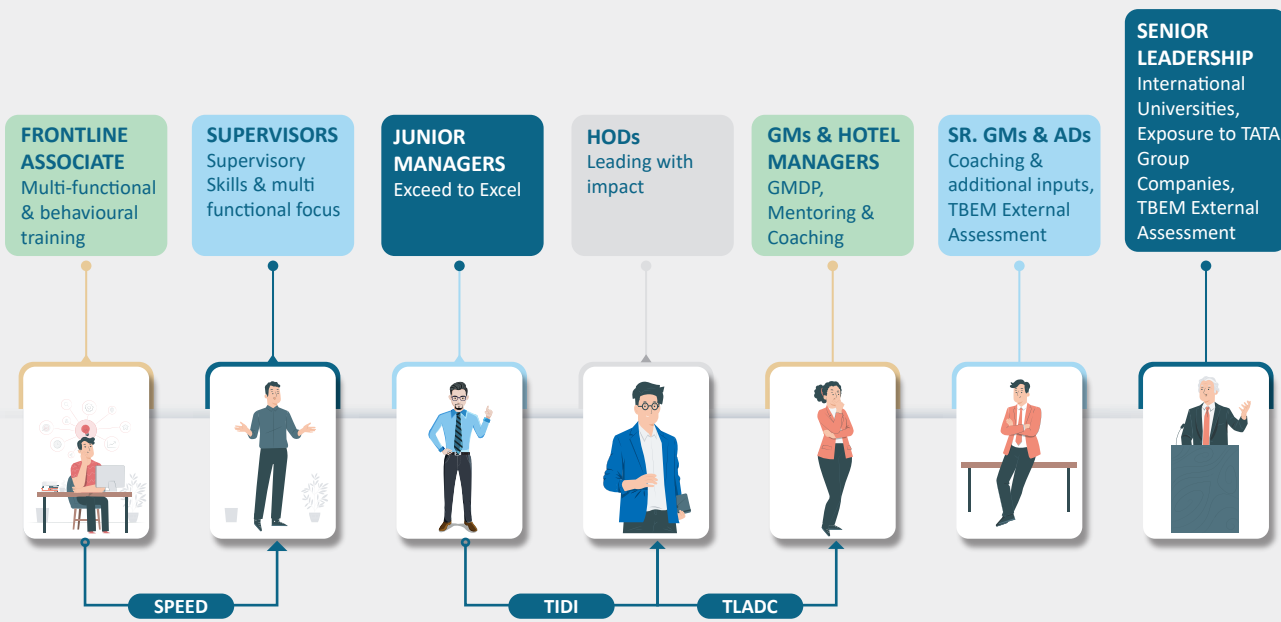 FRONTLINE
ASSOCIATE
Multi-functional
& behavioural
training
SUPERVISORS
Supervisory
Skills & multi
functional focus
JUNIOR
MANAGERS
Exceed to Excel
HODs
Leading with
impact
GMs & HOTEL
MANAGERS
GMDP,
Mentoring &
Coaching
SR. GMs & ADs
Coaching &
additional inputs,
TBEM External
Assessment
SENIOR
LEADERSHIP
International
Universities,
Exposure to TATA
Group
Companies,
TBEM External
Assessment
SPEED
TIDI
TLADC